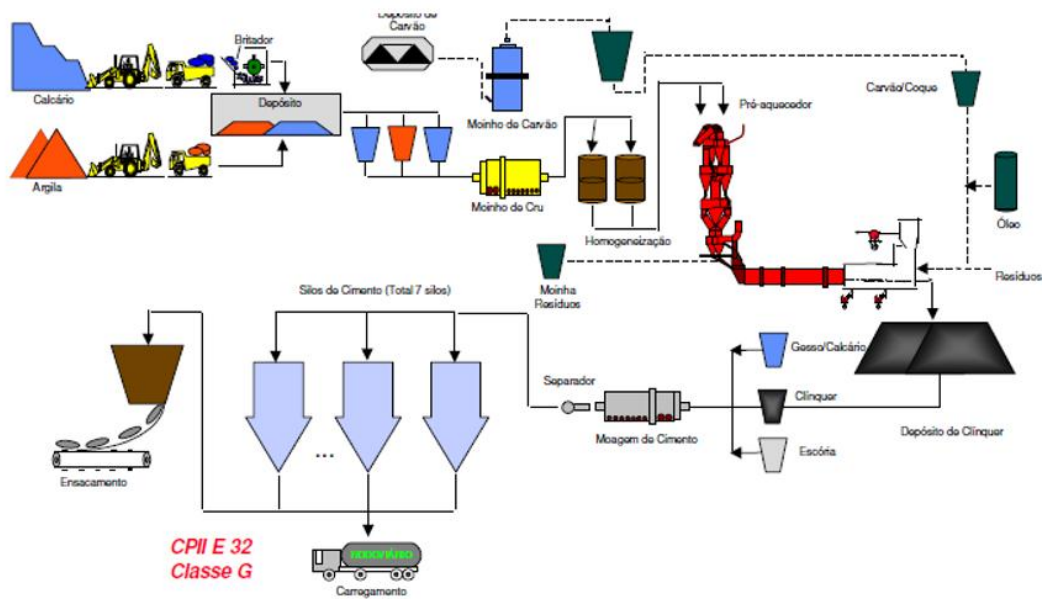 Depósito de
Carvão
Britador
Calcário
Depósito
Moinho de Carvão
Pré-aquecedor
Carvão/Coque
Argila
Moinho de Cru
Homogeneização
Óleo
Moinha
Resíduos
Resíduos
Silos de Cimento (Total 7 silos)
Gesso/Calcário
Separador
Clínquer
Moagem de Cimento
Depósito de Clínquer
Escória
...
Ensacamento
CPII E 32
Classe G
Carregamento